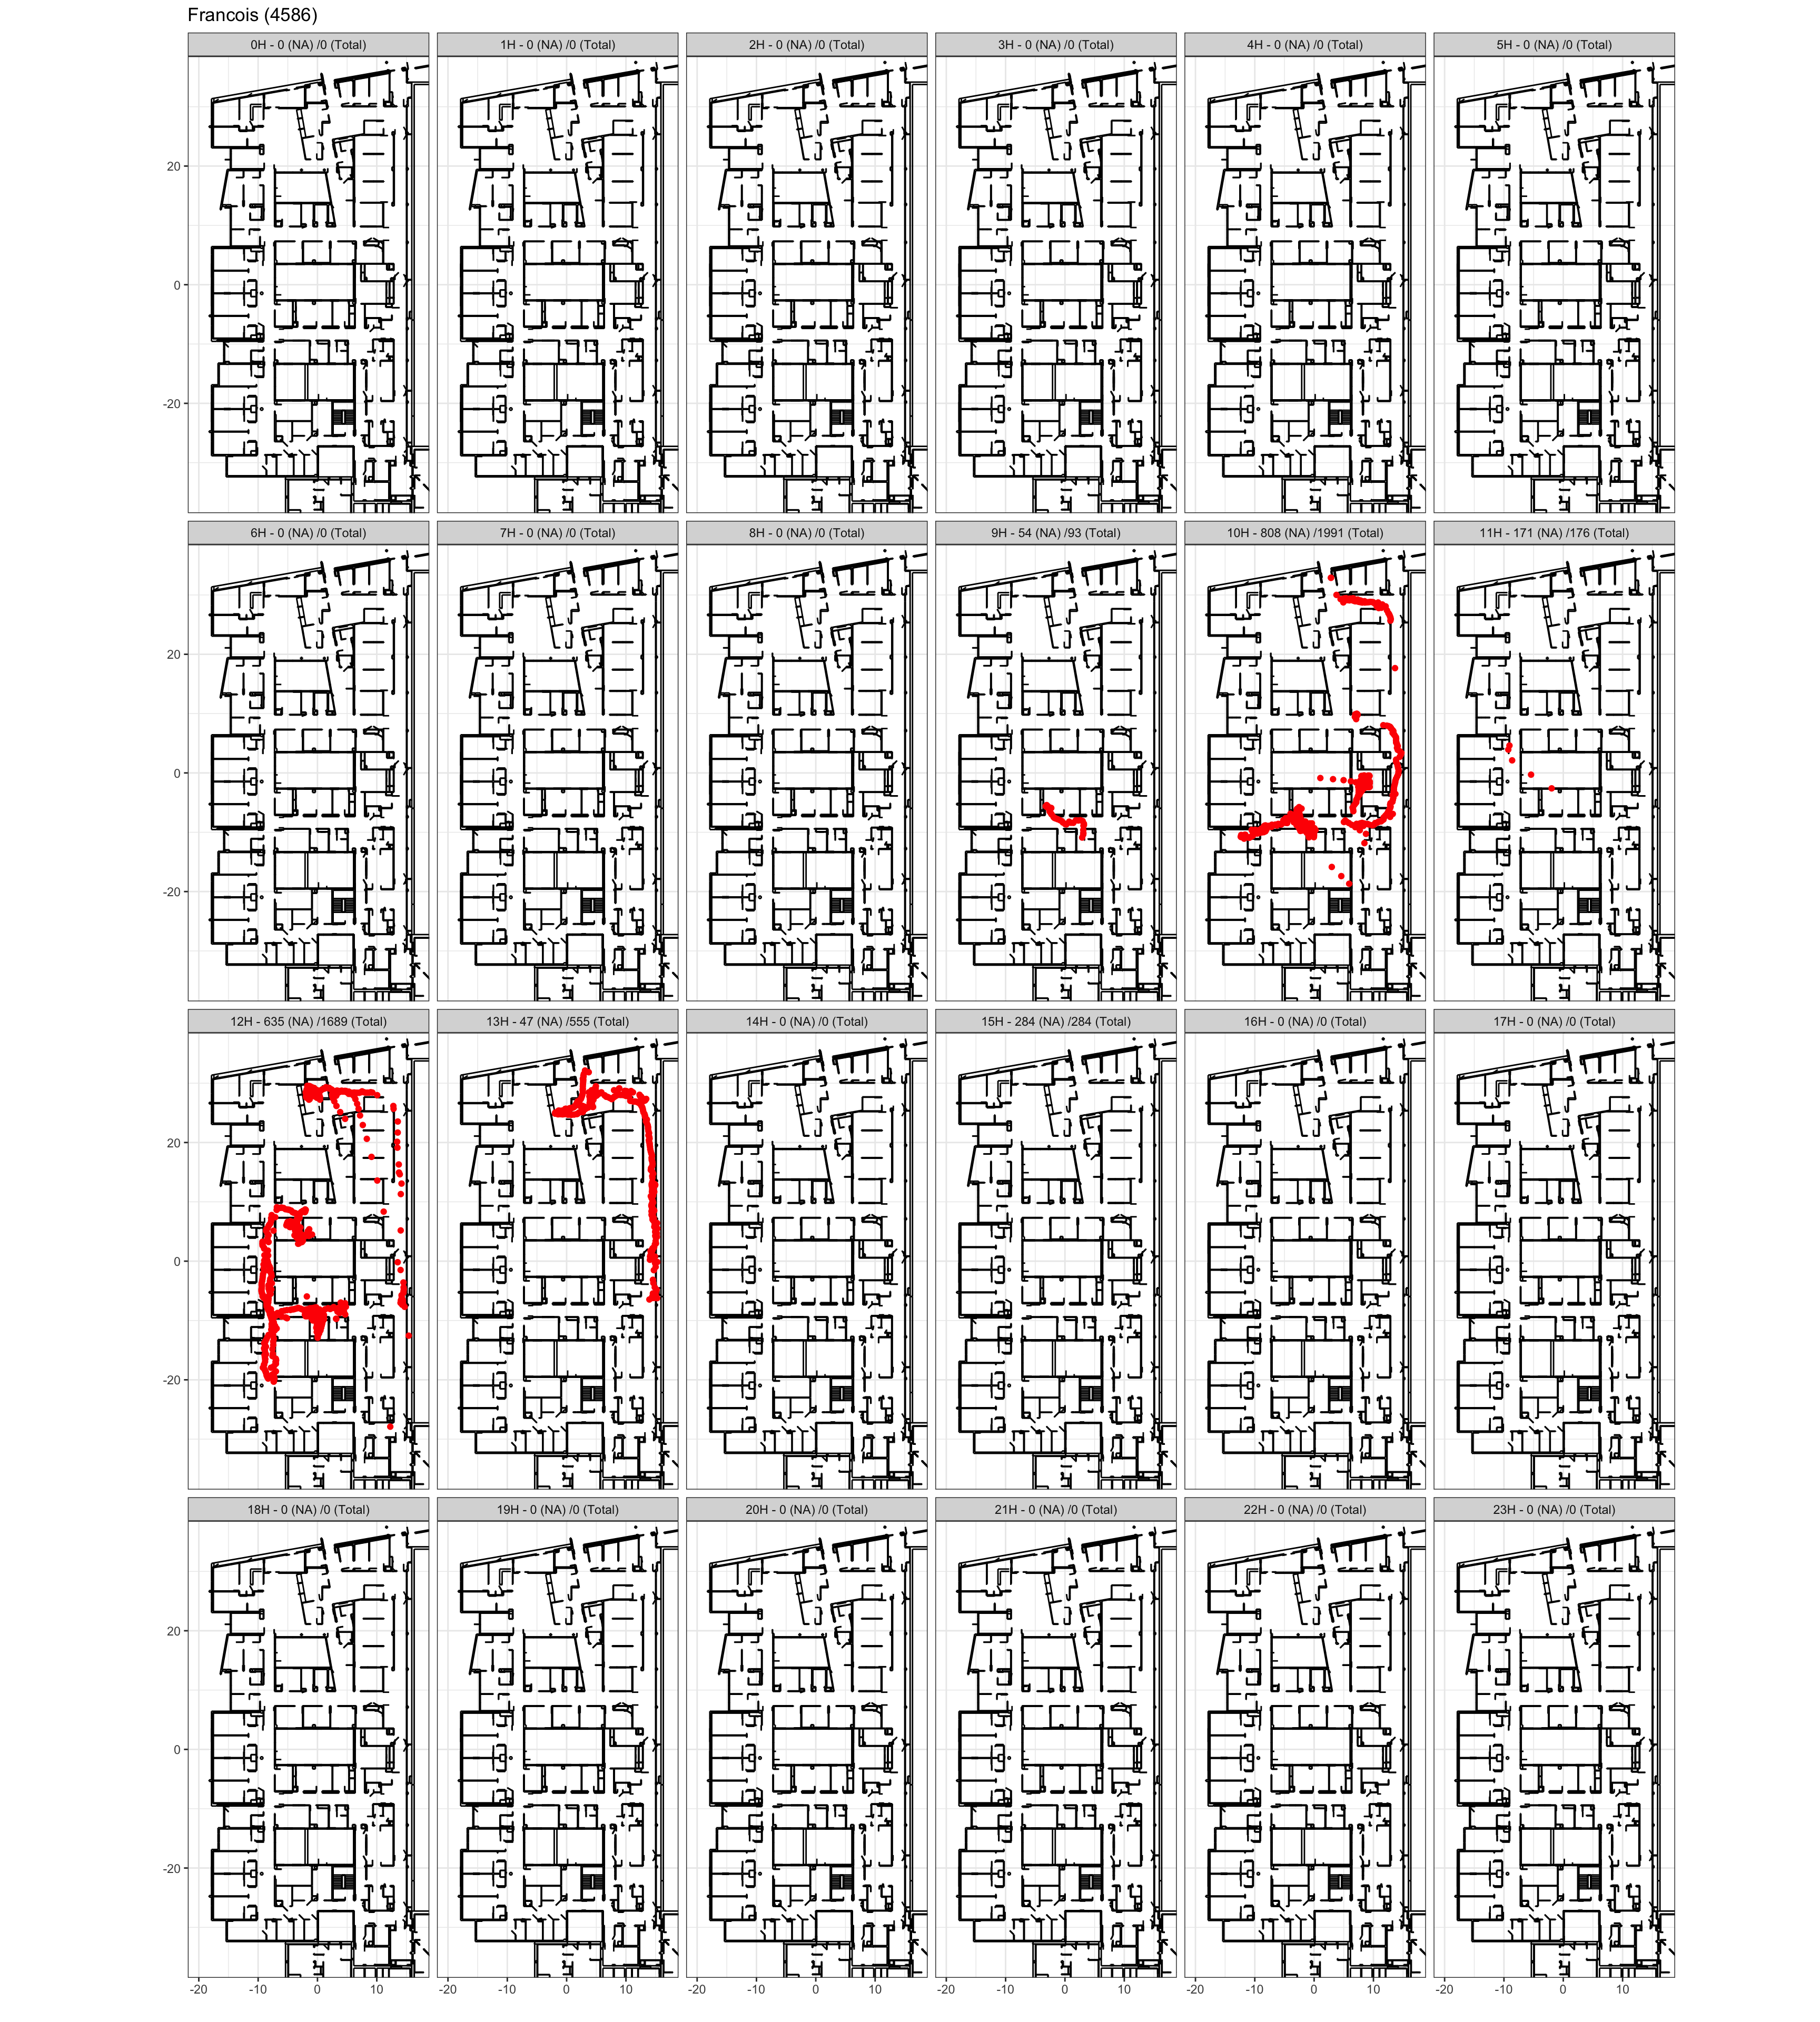 Francois (4586)
0H - 0 (NA) /0 (Total) 1H - 0 (NA) /0 (Total) 2H - 0 (NA) /0 (Total) 3H - 0 (NA) /0 (Total) 4H - 0 (NA) /0 (Total) 5H - 0 (NA) /0 (Total)
20
0
-20
6H - 0 (NA) /0 (Total) 7H - 0 (NA) /0 (Total) 8H - 0 (NA) /0 (Total) 9H - 54 (NA) /93 (Total) 10H - 808 (NA) /1991 (Total) 11H - 171 (NA) /176 (Total)
20
0
-20
12H - 635 (NA) /1689 (Total) 13H - 47 (NA) /555 (Total) 14H - 0 (NA) /0 (Total) 15H - 284 (NA) /284 (Total) 16H - 0 (NA) /0 (Total) 17H - 0 (NA) /0 (Total)
20
0
-20
18H - 0 (NA) /0 (Total) 19H - 0 (NA) /0 (Total) 20H - 0 (NA) /0 (Total) 21H - 0 (NA) /0 (Total) 22H - 0 (NA) /0 (Total) 23H - 0 (NA) /0 (Total)
20
0
-20
-20 -10 0 10 -20 -10 0 10 -20 -10 0 10 -20 -10 0 10 -20 -10 0 10 -20 -10 0 10